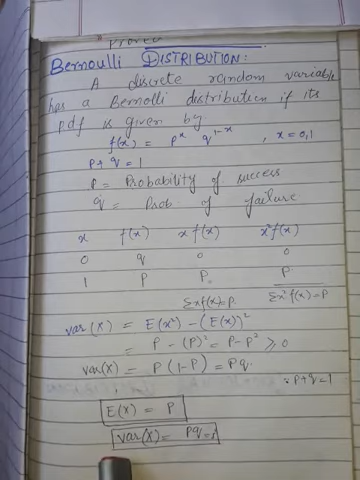 Proved
Bernoulli DISTRIBUTION:
A discrete random variable
has a Bernolli distribution if its
pdf is given by
f(x) = p^x q^1-x , x=0,1
p+q=1
P = Probability of success
q = Prob. of failure
x f(x) x f(x) x²f(x)
0 q 0 0
1 P P. P
Σxf(x)=P. Σx²f(x)=P
var(X) = E(x²) - (E(x))²
= P - (P)² = P-P² ≥ 0
var(X) = P(1-P) = Pq.
∵ P+q=1
E(X) = P
var(X) = Pq